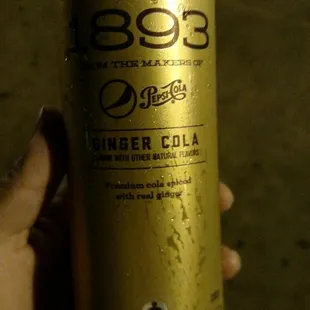 1893
FROM THE MAKERS OF
PEPSI-COLA
GINGER COLA
FLAVOR WITH OTHER NATURAL FLAVORS
Premium cola spiced
with real ginger